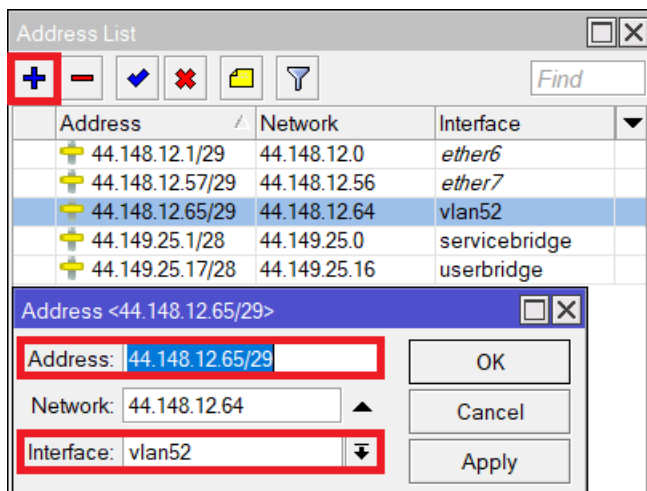 Address List
Find
Address Network Interface
44.148.12.1/29 44.148.12.0 ether6
44.148.12.57/29 44.148.12.56 ether7
44.148.12.65/29 44.148.12.64 vlan52
44.149.25.1/28 44.149.25.0 servicebridge
44.149.25.17/28 44.149.25.16 userbridge
Address <44.148.12.65/29>
Address: 44.148.12.65/29 OK
Network: 44.148.12.64 Cancel
Interface: vlan52 Apply